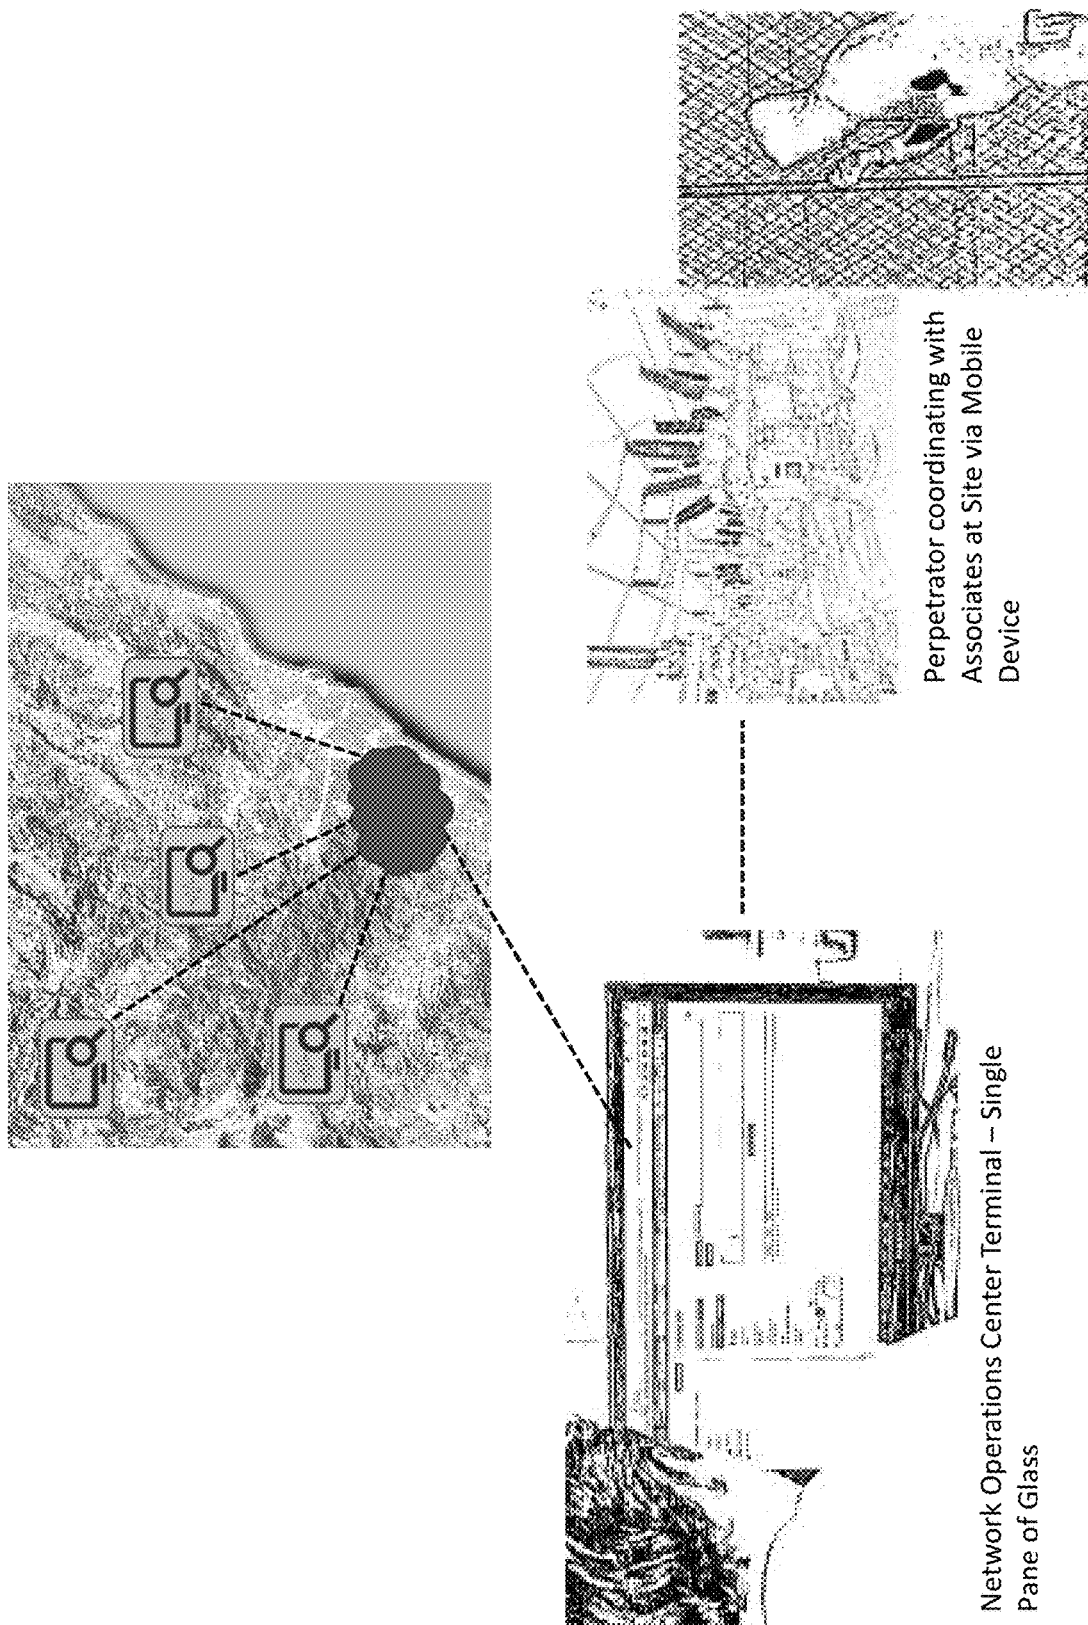 Network Operations Center Terminal – Single
Pane of Glass
Perpetrator coordinating with
Associates at Site via Mobile
Device